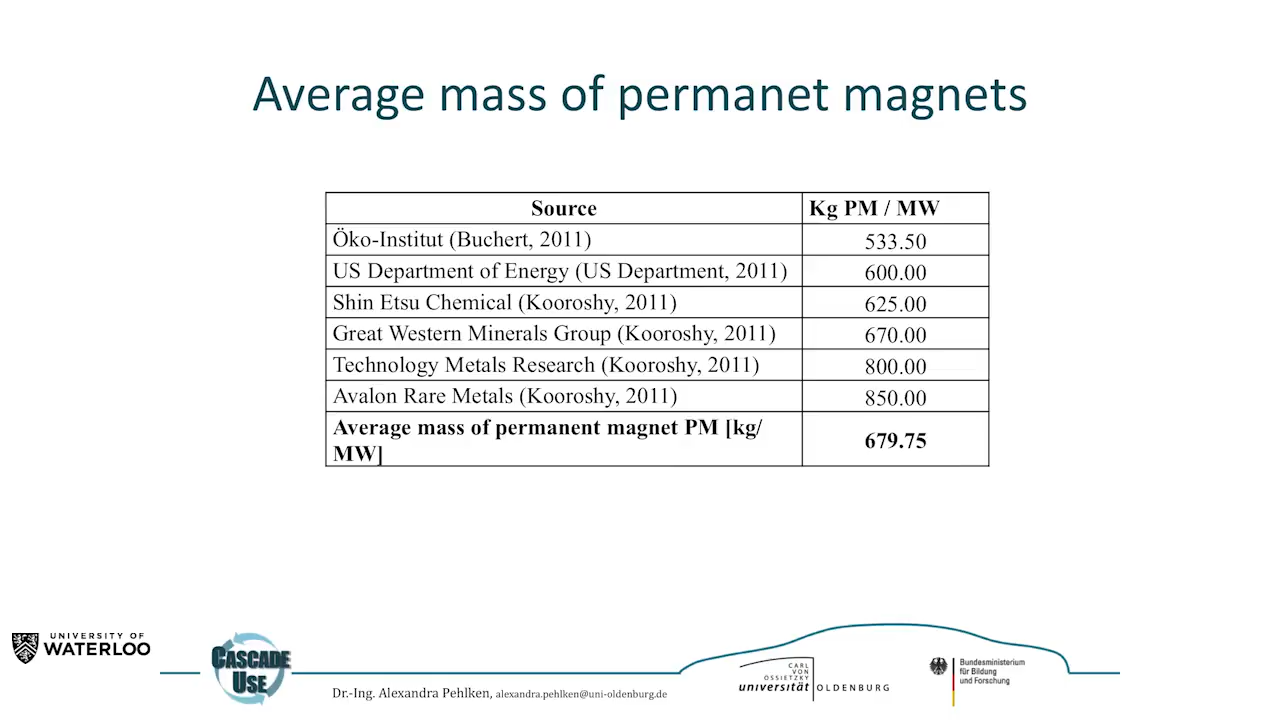 Average mass of permanet magnets
Source Kg PM / MW
Öko-Institut (Buchert, 2011) 533.50
US Department of Energy (US Department, 2011) 600.00
Shin Etsu Chemical (Kooroshy, 2011) 625.00
Great Western Minerals Group (Kooroshy, 2011) 670.00
Technology Metals Research (Kooroshy, 2011) 800.00
Avalon Rare Metals (Kooroshy, 2011) 850.00
Average mass of permanent magnet PM [kg/
MW] 679.75
UNIVERSITY OF
WATERLOO
CASCADE
USE
Dr.-Ing. Alexandra Pehlken, alexandra.pehlken@uni-oldenburg.de
CARL
VON
OSSIETZKY
universität OLDENBURG
Bundesministerium
für Bildung
und Forschung